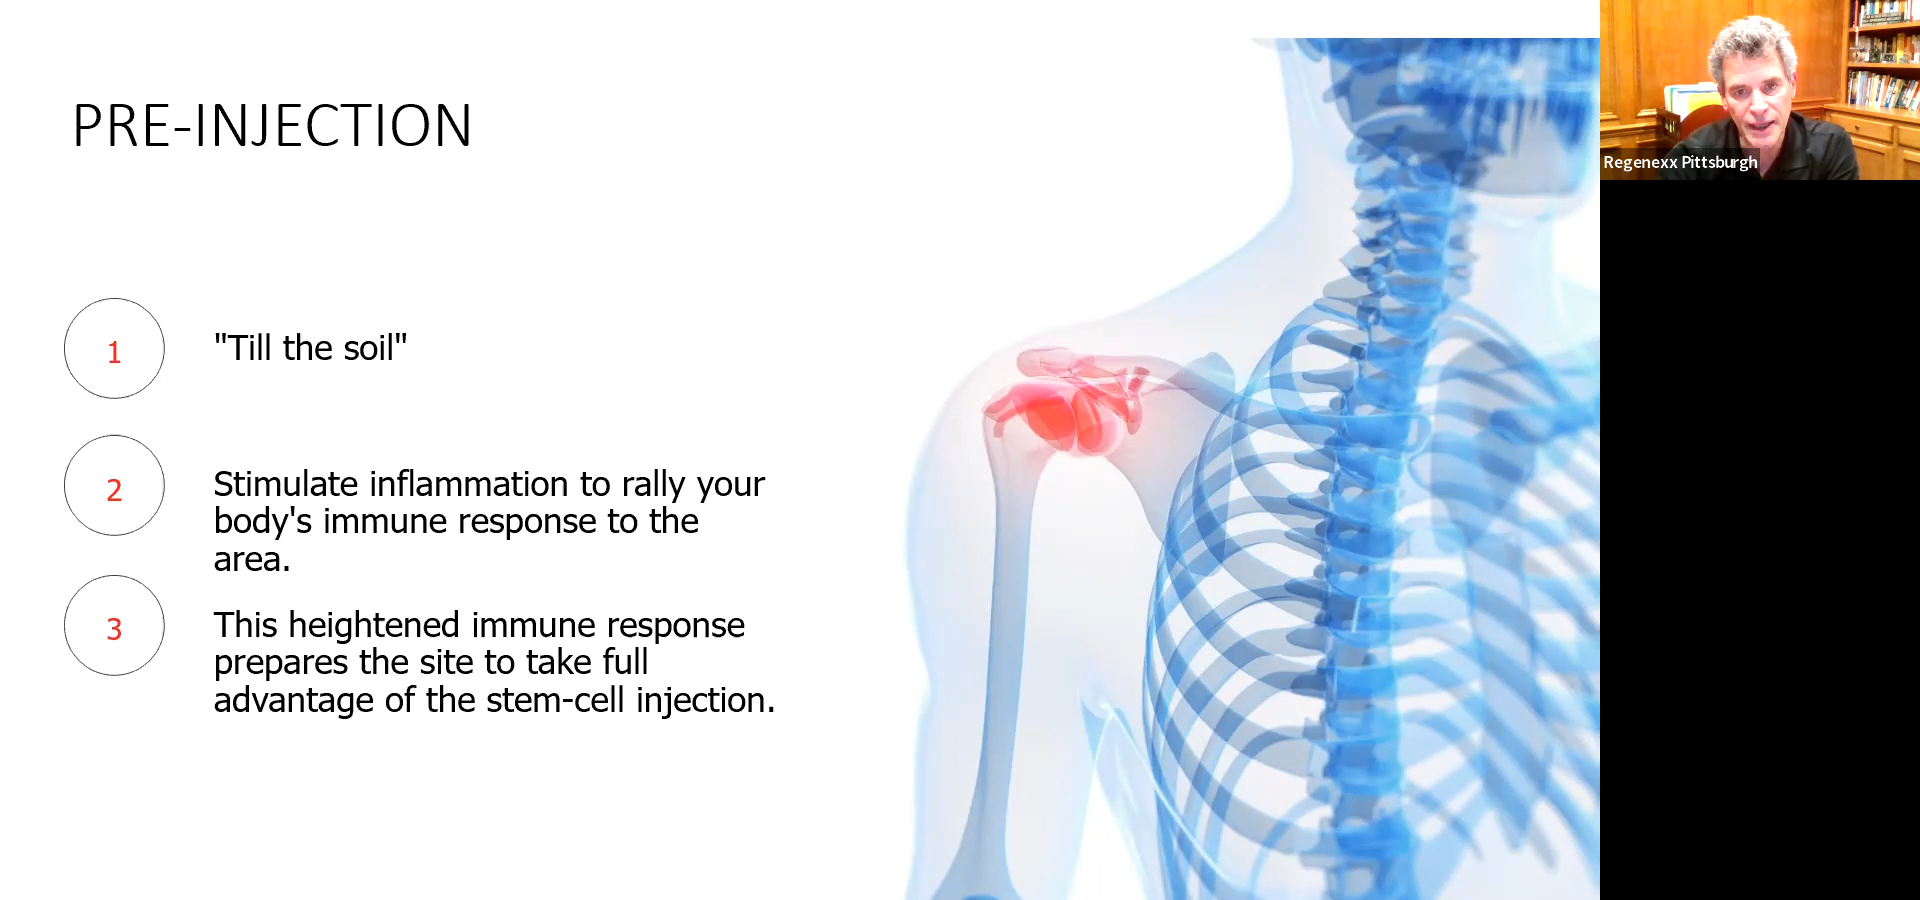 PRE-INJECTION
1
"Till the soil"
2
Stimulate inflammation to rally your
body's immune response to the
area.
3
This heightened immune response
prepares the site to take full
advantage of the stem-cell injection.
Regenexx Pittsburgh